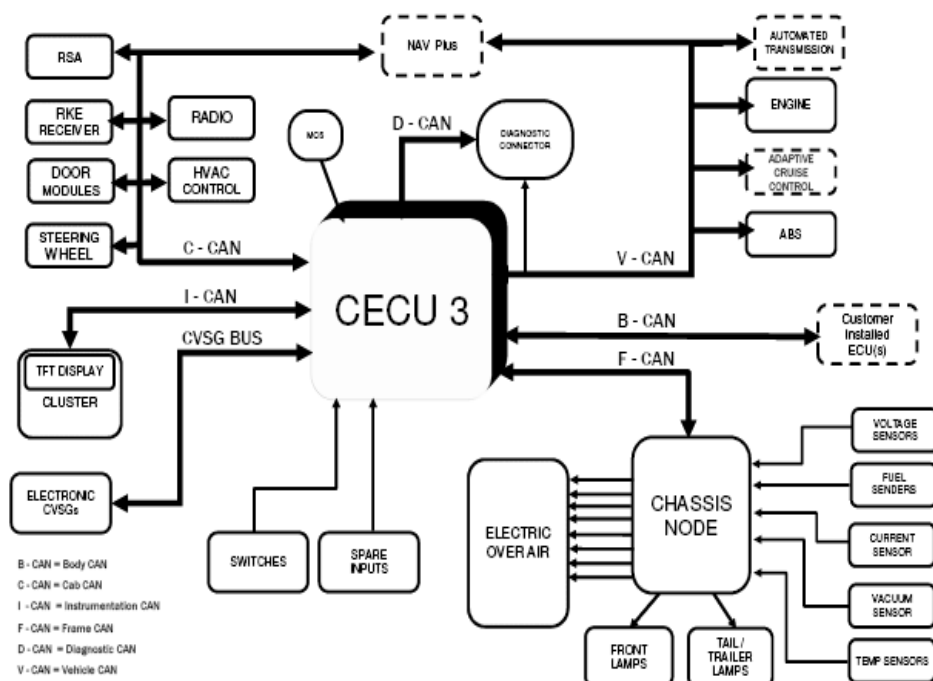 RSA
NAV Plus
AUTOMATED
TRANSMISSION
RKE
RECEIVER
RADIO
MCS
D - CAN
DIAGNOSTIC
CONNECTOR
ENGINE
DOOR
MODULES
HVAC
CONTROL
ADAPTIVE
CRUISE
CONTROL
STEERING
WHEEL
C - CAN
V - CAN
ABS
I - CAN
CECU 3
CVSG BUS
B - CAN
Customer
Installed
ECU(s)
F - CAN
TFT DISPLAY
CLUSTER
ELECTRONIC
CVSGs
SWITCHES
SPARE
INPUTS
ELECTRIC
OVER AIR
CHASSIS
NODE
VOLTAGE
SENSORS
FUEL
SENDERS
CURRENT
SENSOR
VACUUM
SENSOR
TEMP SENSORS
FRONT
LAMPS
TAIL /
TRAILER
LAMPS
B - CAN = Body CAN
C - CAN = Cab CAN
I - CAN = Instrumentation CAN
F - CAN = Frame CAN
D - CAN = Diagnostic CAN
V - CAN = Vehicle CAN